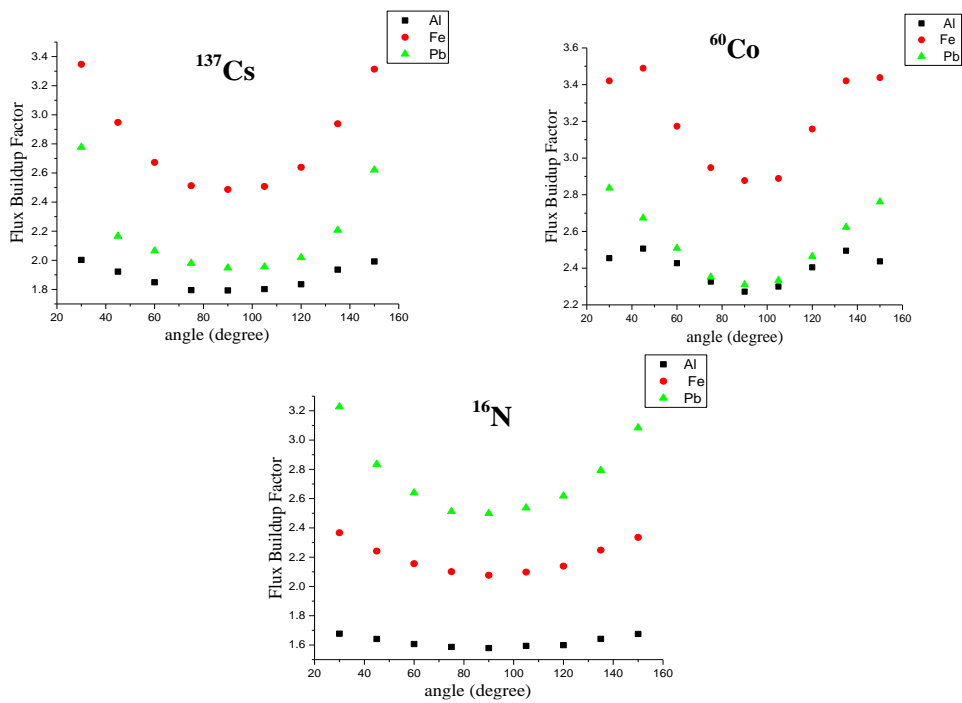 ¹³⁷Cs
Al
Fe
Pb
Flux Buildup Factor
3.4
3.2
3.0
2.8
2.6
2.4
2.2
2.0
1.8
20 40 60 80 100 120 140 160
angle (degree)
⁶⁰Co
Al
Fe
Pb
Flux Buidup Factor
3.6
3.4
3.2
3.0
2.8
2.6
2.4
2.2
20 40 60 80 100 120 140 160
angle (degree)
¹⁶N
Al
Fe
Pb
Flux Buildup Factor
3.2
3.0
2.8
2.6
2.4
2.2
2.0
1.8
1.6
20 40 60 80 100 120 140 160
angle (degree)